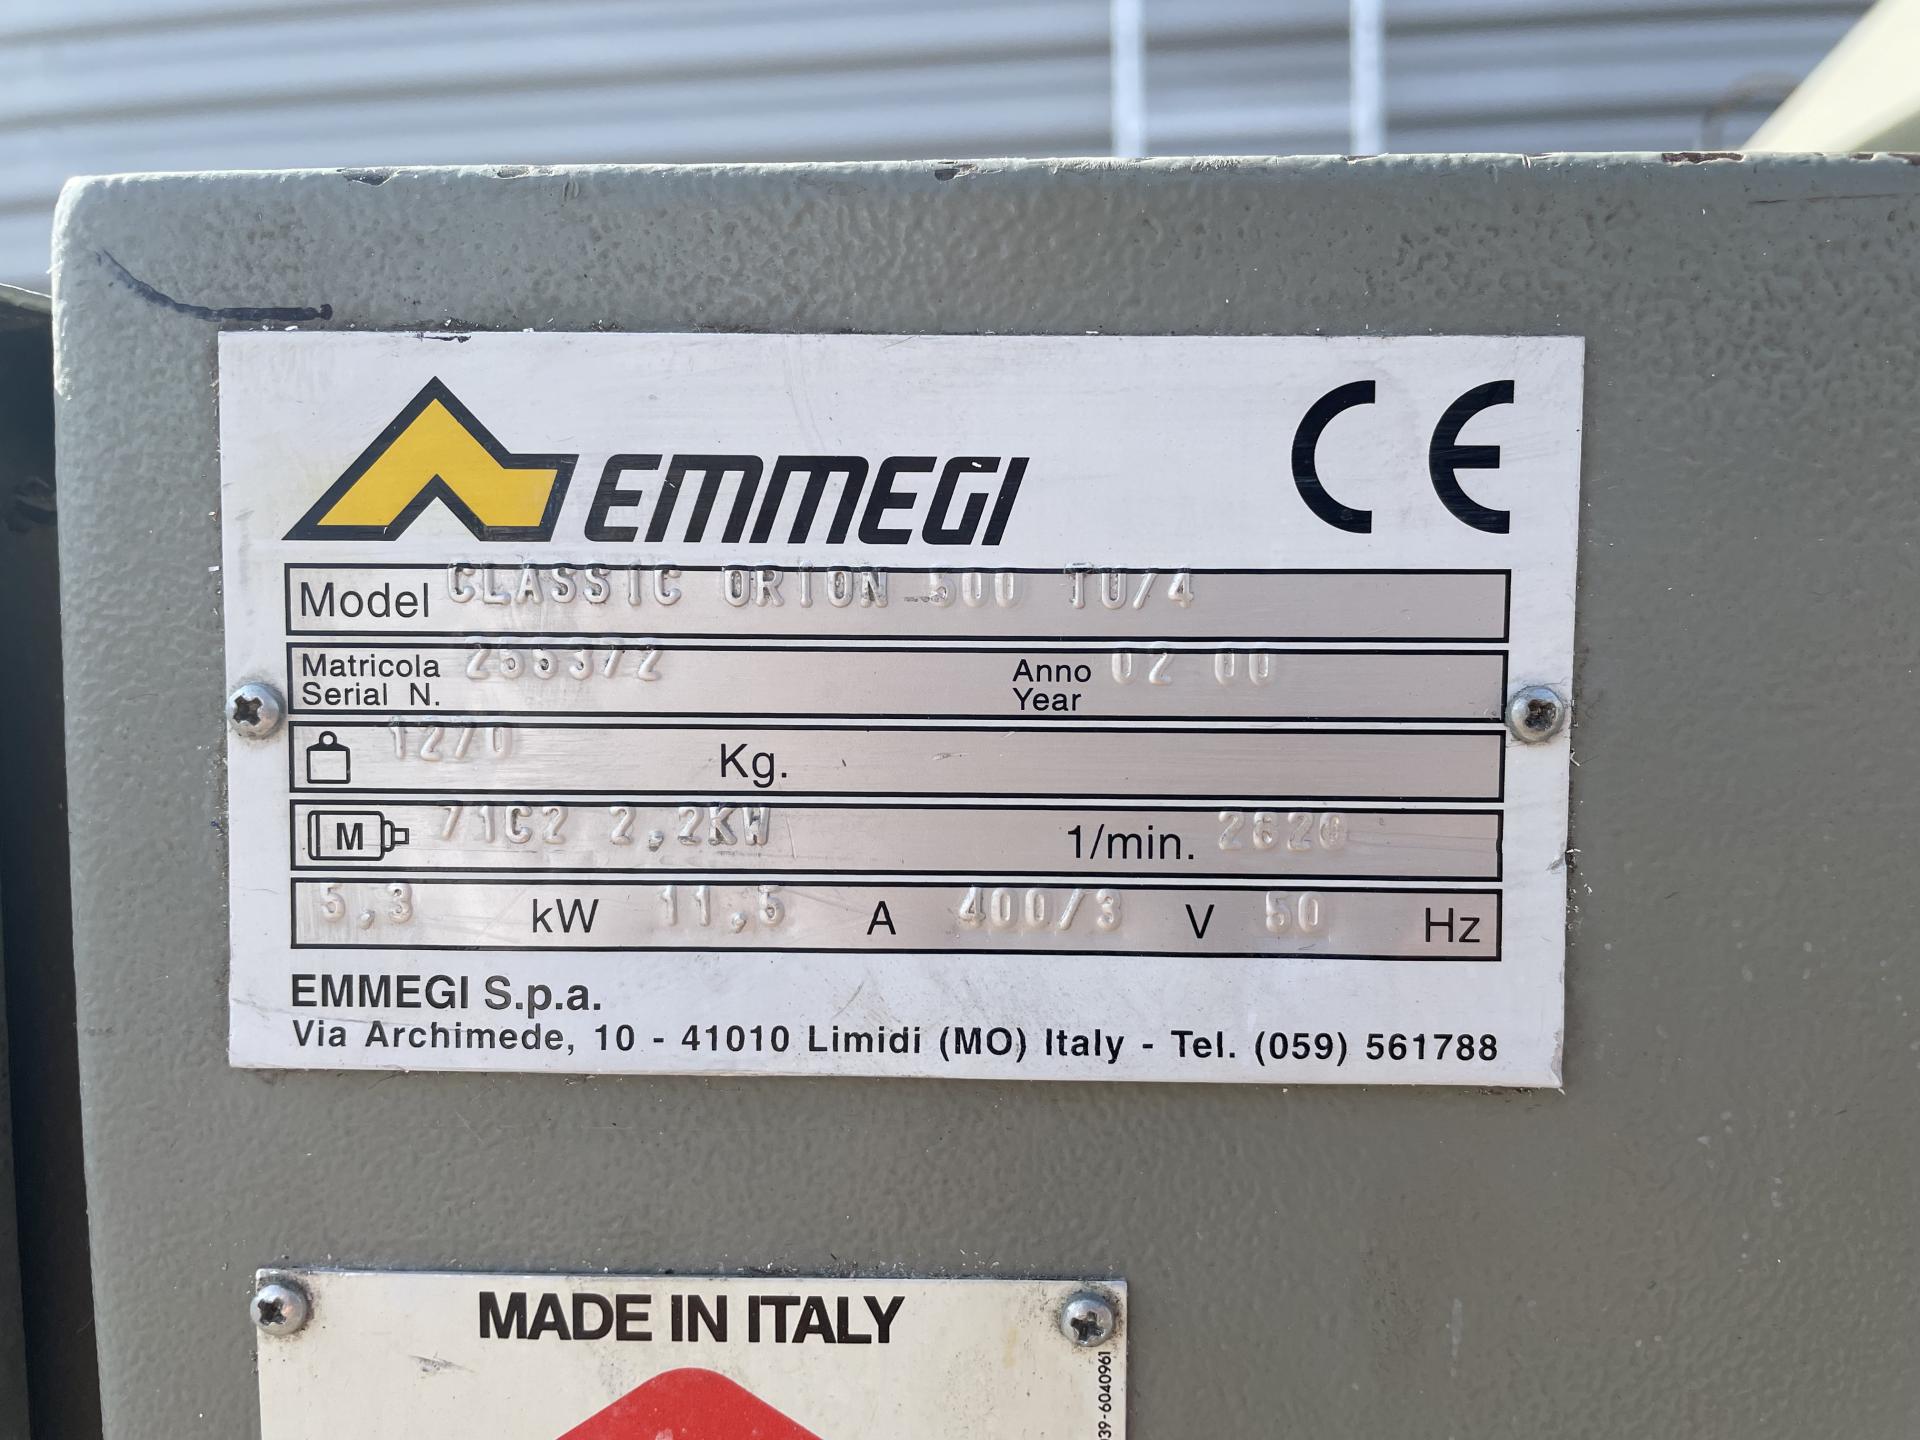 EMMEGI CE
Model CLASSIC ORION 500 TU/4
Matricola Serial N. Anno Year 02 00
1270 Kg.
M 71C2 2,2KW 1/min. 2820
5,3 kW 11,5 A 400/3 V 50 Hz
EMMEGI S.p.a.
Via Archimede, 10 - 41010 Limidi (MO) Italy - Tel. (059) 561788
MADE IN ITALY